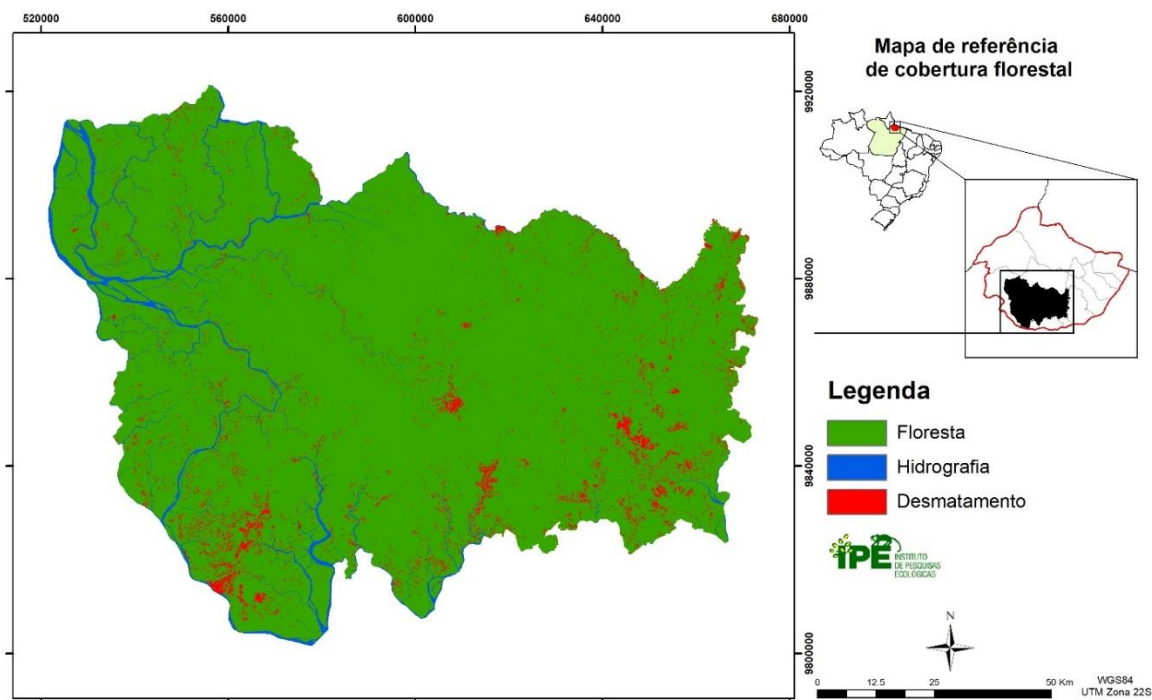 520000 560000 600000 640000 680000
9920000
9880000
9840000
9800000
Mapa de referência
de cobertura florestal
Legenda
Floresta
Hidrografia
Desmatamento
IPÊ INSTITUTO
DE PESQUISAS
ECOLÓGICAS
N
0 12.5 25 50 Km
WGS84
UTM Zona 22S